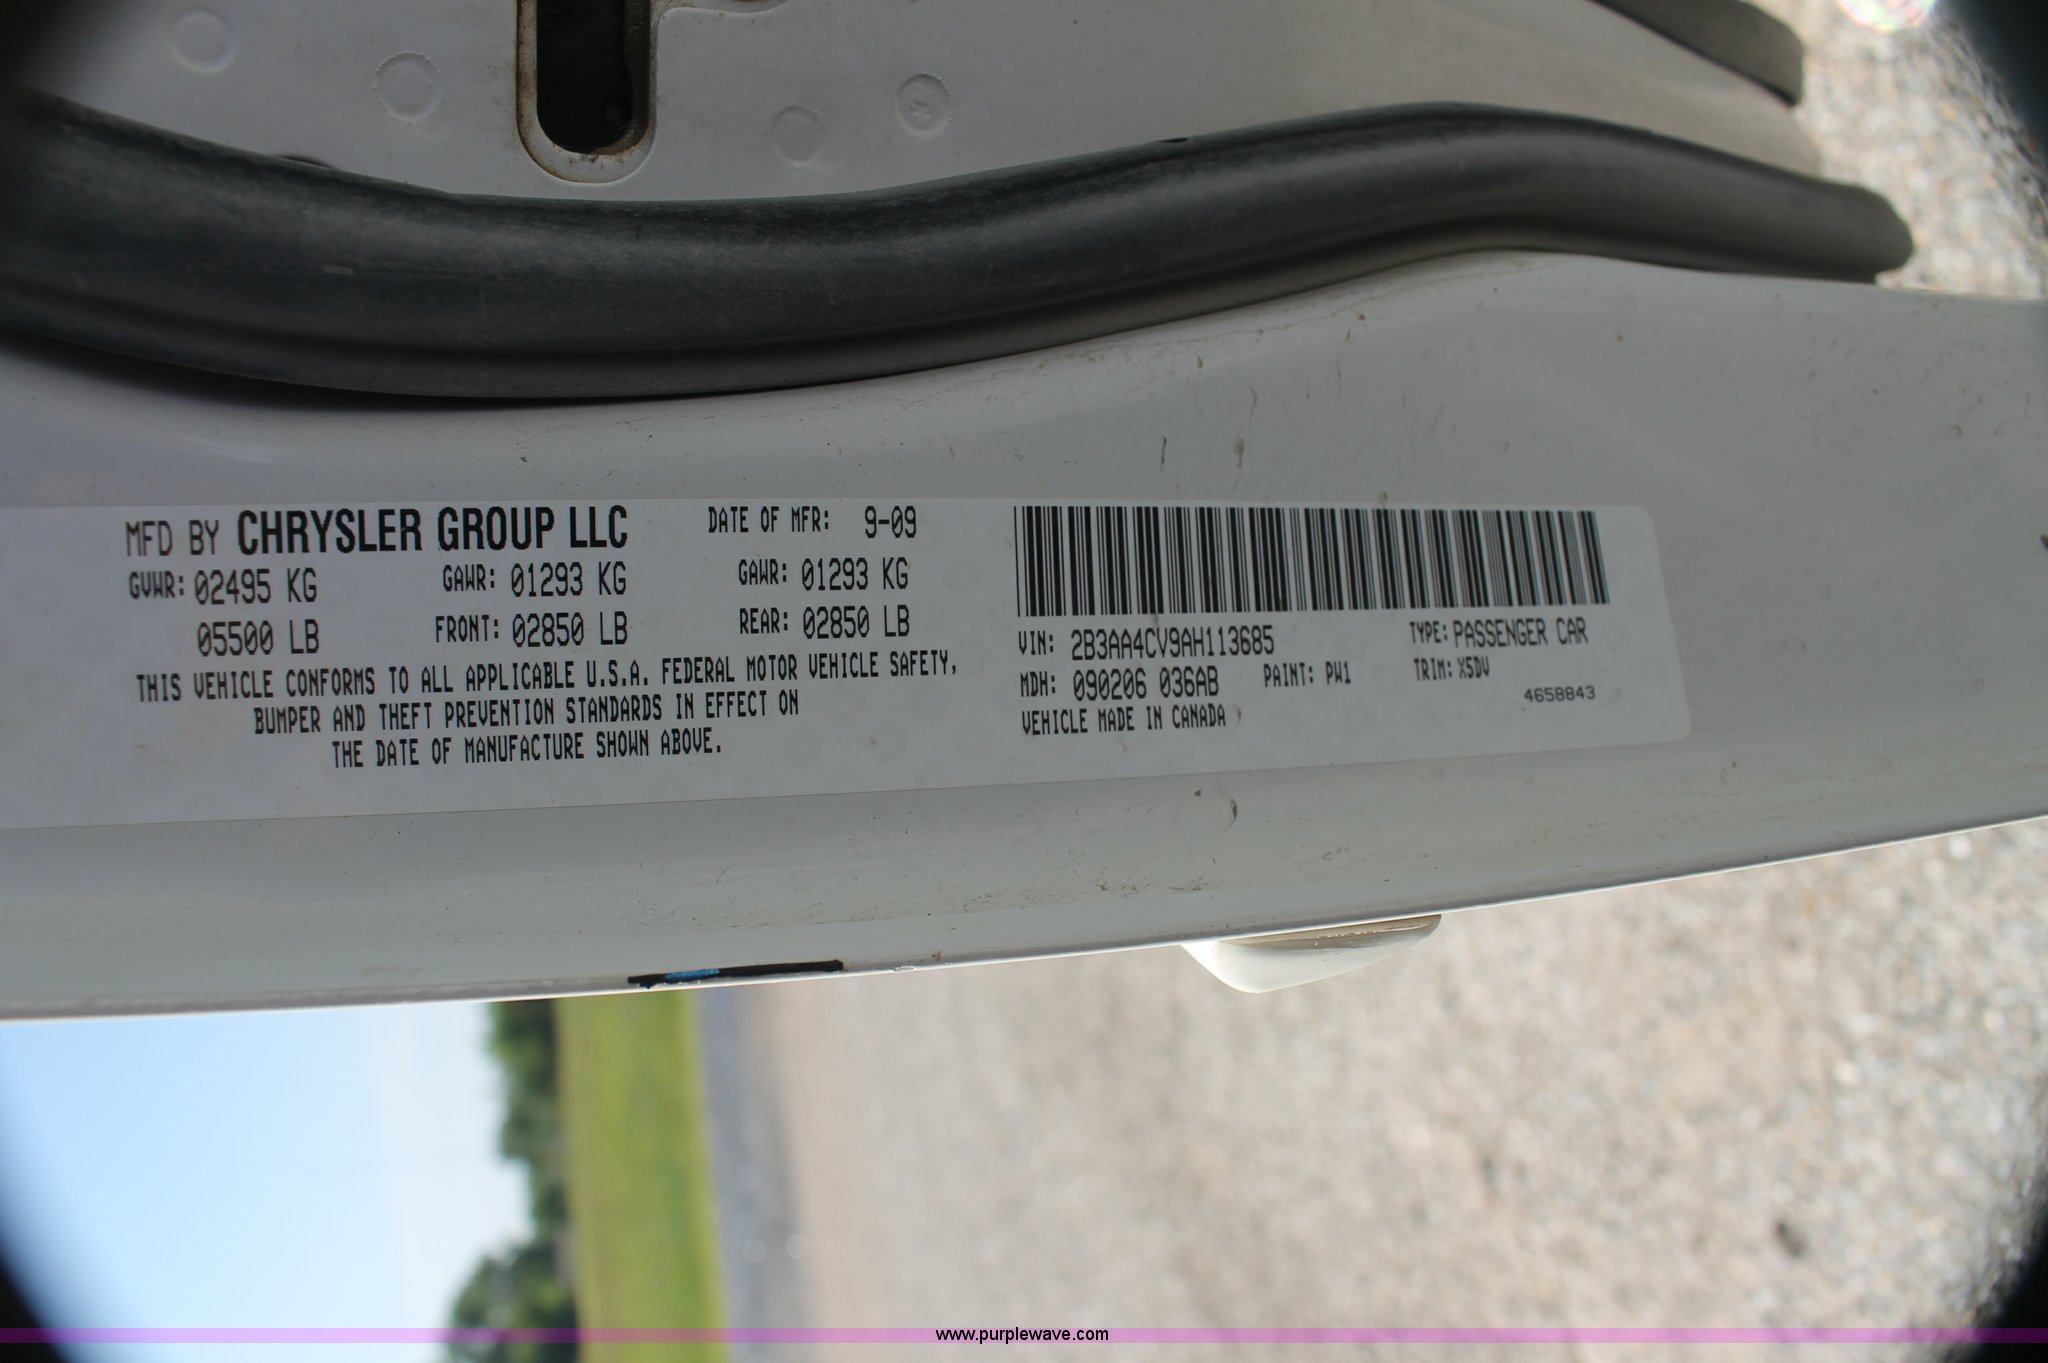 MFD BY CHRYSLER GROUP LLC DATE OF MFR: 9-09
GVWR: 02495 KG GAWR: 01293 KG GAWR: 01293 KG
05500 LB FRONT: 02850 LB REAR: 02850 LB
THIS VEHICLE CONFORMS TO ALL APPLICABLE U.S.A. FEDERAL MOTOR VEHICLE SAFETY,
BUMPER AND THEFT PREVENTION STANDARDS IN EFFECT ON
THE DATE OF MANUFACTURE SHOWN ABOVE.
VIN: 2B3AA4CV9AH113685 TYPE: PASSENGER CAR
MDH: 090206 036AB PAINT: PW1 TRIM: X5DV
VEHICLE MADE IN CANADA 4658843
www.purplewave.com